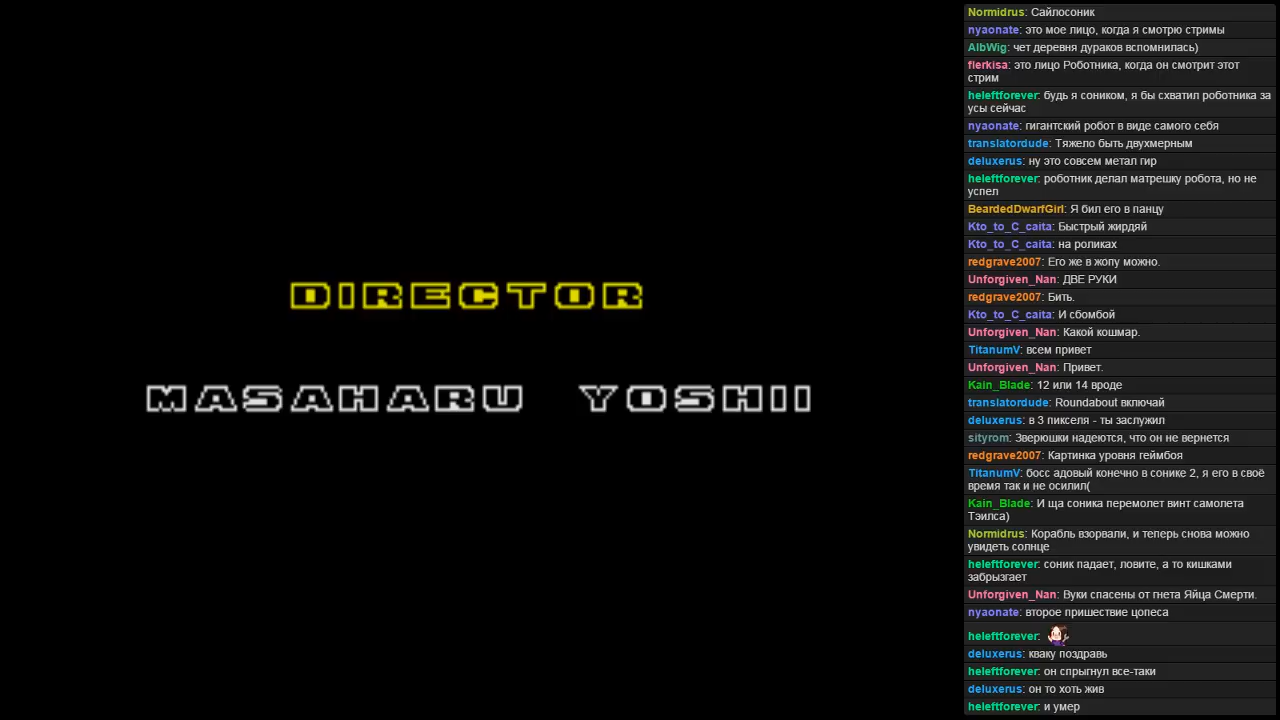 DIRECTOR
MASAHARU YOSHII
Normidrus: Сайлосоник
nyaonate: это мое лицо, когда я смотрю стримы
AlbWig: чет деревня дураков вспомнилась)
flerkisa: это лицо Роботника, когда он смотрит этот
стрим
heleftforever: будь я соником, я бы схватил роботника за
усы сейчас
nyaonate: гигантский робот в виде самого себя
translatordude: Тяжело быть двухмерным
deluxerus: ну это совсем метал гир
heleftforever: роботник делал матрешку робота, но не
успел
BeardedDwarfGirl: Я бил его в панцу
Kto_to_C_caita: Быстрый жирдяй
Kto_to_C_caita: на роликах
redgrave2007: Его же в жопу можно.
Unforgiven_Nan: ДВЕ РУКИ
redgrave2007: Бить.
Kto_to_C_caita: И сбомбой
Unforgiven_Nan: Какой кошмар.
TitanumV: всем привет
Unforgiven_Nan: Привет.
Kain_Blade: 12 или 14 вроде
translatordude: Roundabout включай
deluxerus: в 3 пикселя - ты заслужил
sityrom: Зверюшки надеются, что он не вернется
redgrave2007: Картинка уровня геймбоя
TitanumV: босс адовый конечно в сонике 2, я его в своё
время так и не осилил(
Kain_Blade: И ща соника перемолет винт самолета
Тэилса)
Normidrus: Корабль взорвали, и теперь снова можно
увидеть солнце
heleftforever: соник падает, ловите, а то кишками
забрызгает
Unforgiven_Nan: Вуки спасены от гнета Яйца Смерти.
nyaonate: второе пришествие цопеса
heleftforever:
deluxerus: кваку поздравь
heleftforever: он спрыгнул все-таки
deluxerus: он то хоть жив
heleftforever: и умер